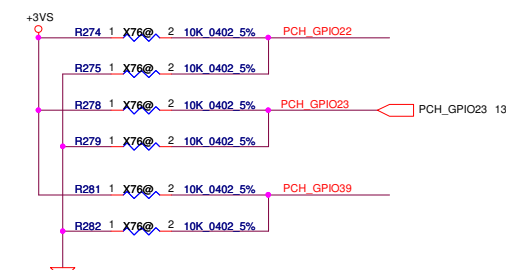 +3VS
R274 1 X76@ 2 10K_0402_5% PCH_GPIO22
R275 1 X76@ 2 10K_0402_5%
R278 1 X76@ 2 10K_0402_5% PCH_GPIO23 PCH_GPIO23 13
R279 1 X76@ 2 10K_0402_5%
R281 1 X76@ 2 10K_0402_5% PCH_GPIO39
R282 1 X76@ 2 10K_0402_5%